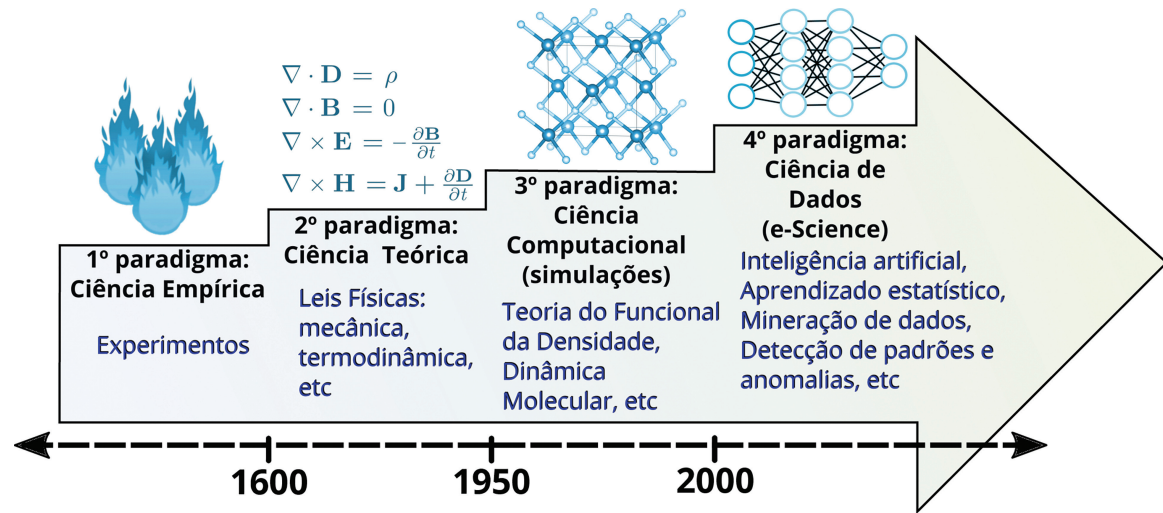 ∇ · D = ρ
∇ · B = 0
∇ × E = −∂B/∂t
∇ × H = J + ∂D/∂t
1º paradigma:
Ciência Empírica
Experimentos
2º paradigma:
Ciência Teórica
Leis Físicas:
mecânica,
termodinâmica,
etc
3º paradigma:
Ciência
Computacional
(simulações)
Teoria do Funcional
da Densidade,
Dinâmica
Molecular, etc
4º paradigma:
Ciência de
Dados
(e-Science)
Inteligência artificial,
Aprendizado estatístico,
Mineração de dados,
Detecção de padrões e
anomalias, etc
1600
1950
2000